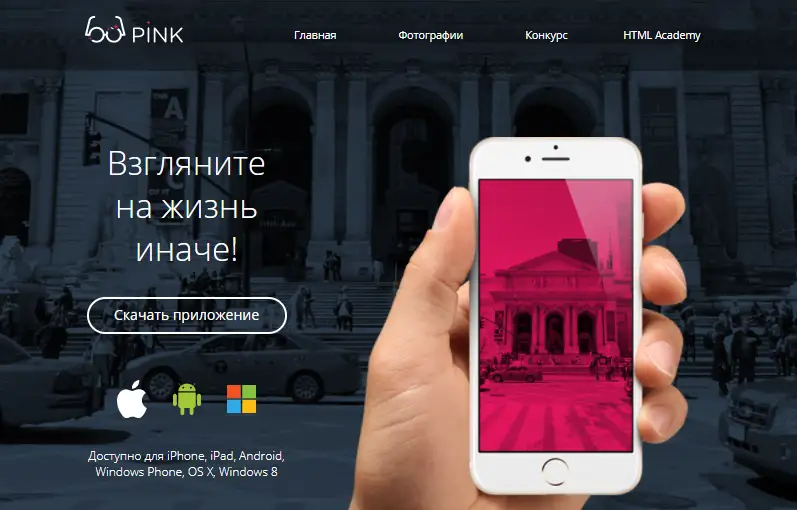 PINK
Главная
Фотографии
Конкурс
HTML Academy
Взгляните
на жизнь
иначе!
Скачать приложение
Доступно для iPhone, iPad, Android,
Windows Phone, OS X, Windows 8